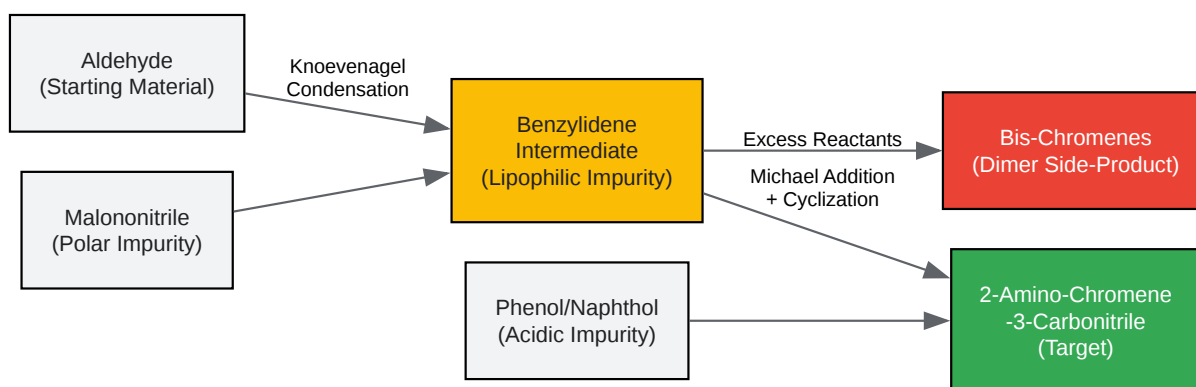 Aldehyde
(Starting Material)
Knoevenagel
Condensation
Malononitrile
(Polar Impurity)
Benzylidene
Intermediate
(Lipophilic Impurity)
Excess Reactants
Michael Addition
+ Cyclization
Bis-Chromenes
(Dimer Side-Product)
Phenol/Naphthol
(Acidic Impurity)
2-Amino-Chromene
-3-Carbonitrile
(Target)